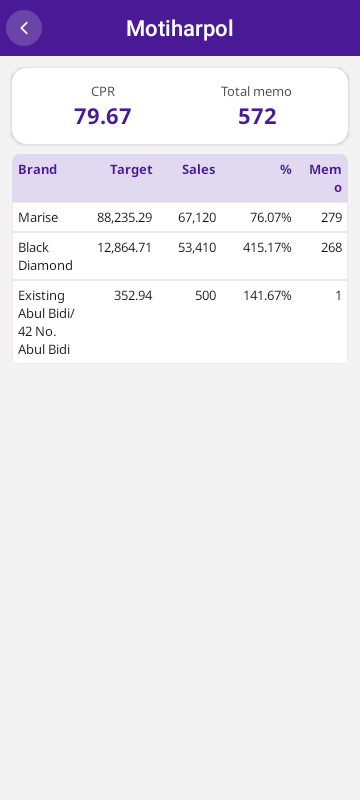 Motiharpol
CPR Total memo
79.67 572
Brand Target Sales % Mem
o
Marise 88,235.29 67,120 76.07% 279
Black 12,864.71 53,410 415.17% 268
Diamond
Existing 352.94 500 141.67% 1
Abul Bidi/
42 No.
Abul Bidi